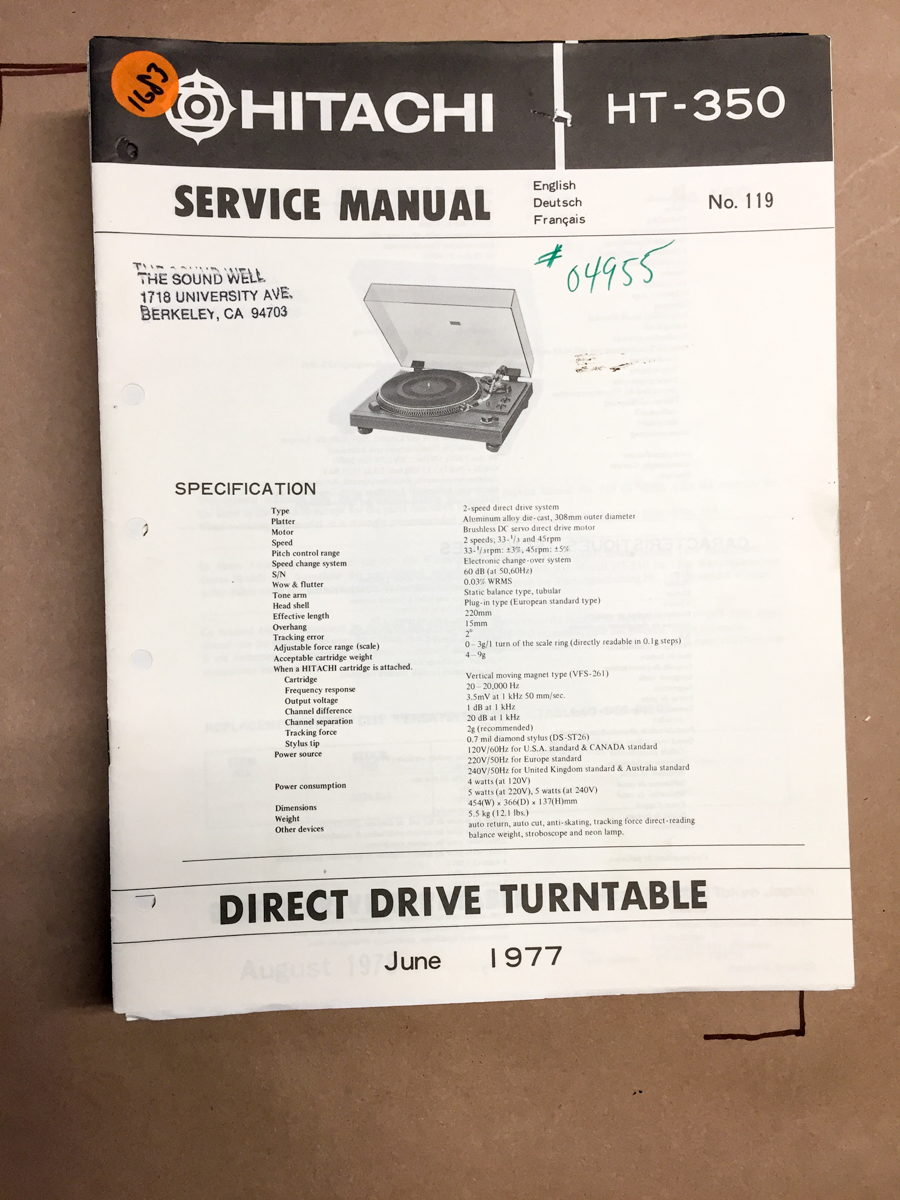 1683
HITACHI
HT-350
SERVICE MANUAL
English
Deutsch
Français
No. 119
# 04955
THE SOUND WELL
1718 UNIVERSITY AVE.
BERKELEY, CA 94703
SPECIFICATION
Type 2-speed direct drive system
Platter Aluminum alloy die-cast, 308mm outer diameter
Motor Brushless DC servo direct drive motor
Speed 2 speeds; 33-1/3 and 45rpm
Pitch control range 33-1/3rpm: ±3%, 45rpm: ±5%
Speed change system Electronic change-over system
S/N 60 dB (at 50,60Hz)
Wow & flutter 0.03% WRMS
Tone arm Static balance type, tubular
Head shell Plug-in type (European standard type)
Effective length 220mm
Overhang 15mm
Tracking error 2°
Adjustable force range (scale) 0–3g/1 turn of the scale ring (directly readable in 0.1g steps)
Acceptable cartridge weight 4–9g
When a HITACHI cartridge is attached.
Cartridge Vertical moving magnet type (VFS-261)
Frequency response 20–20,000 Hz
Output voltage 3.5mV at 1 kHz 50 mm/sec.
Channel difference 1 dB at 1 kHz
Channel separation 20 dB at 1 kHz
Tracking force 2g (recommended)
Stylus tip 0.7 mil diamond stylus (DS-ST26)
Power source 120V/60Hz for U.S.A. standard & CANADA standard
220V/50Hz for Europe standard
240V/50Hz for United Kingdom standard & Australia standard
Power consumption 4 watts (at 120V)
5 watts (at 220V), 5 watts (at 240V)
Dimensions 454(W) × 366(D) × 137(H)mm
Weight 5.5 kg (12.1 lbs.)
Other devices auto return, auto cut, anti-skating, tracking force direct-reading
balance weight, stroboscope and neon lamp.
DIRECT DRIVE TURNTABLE
June 1977